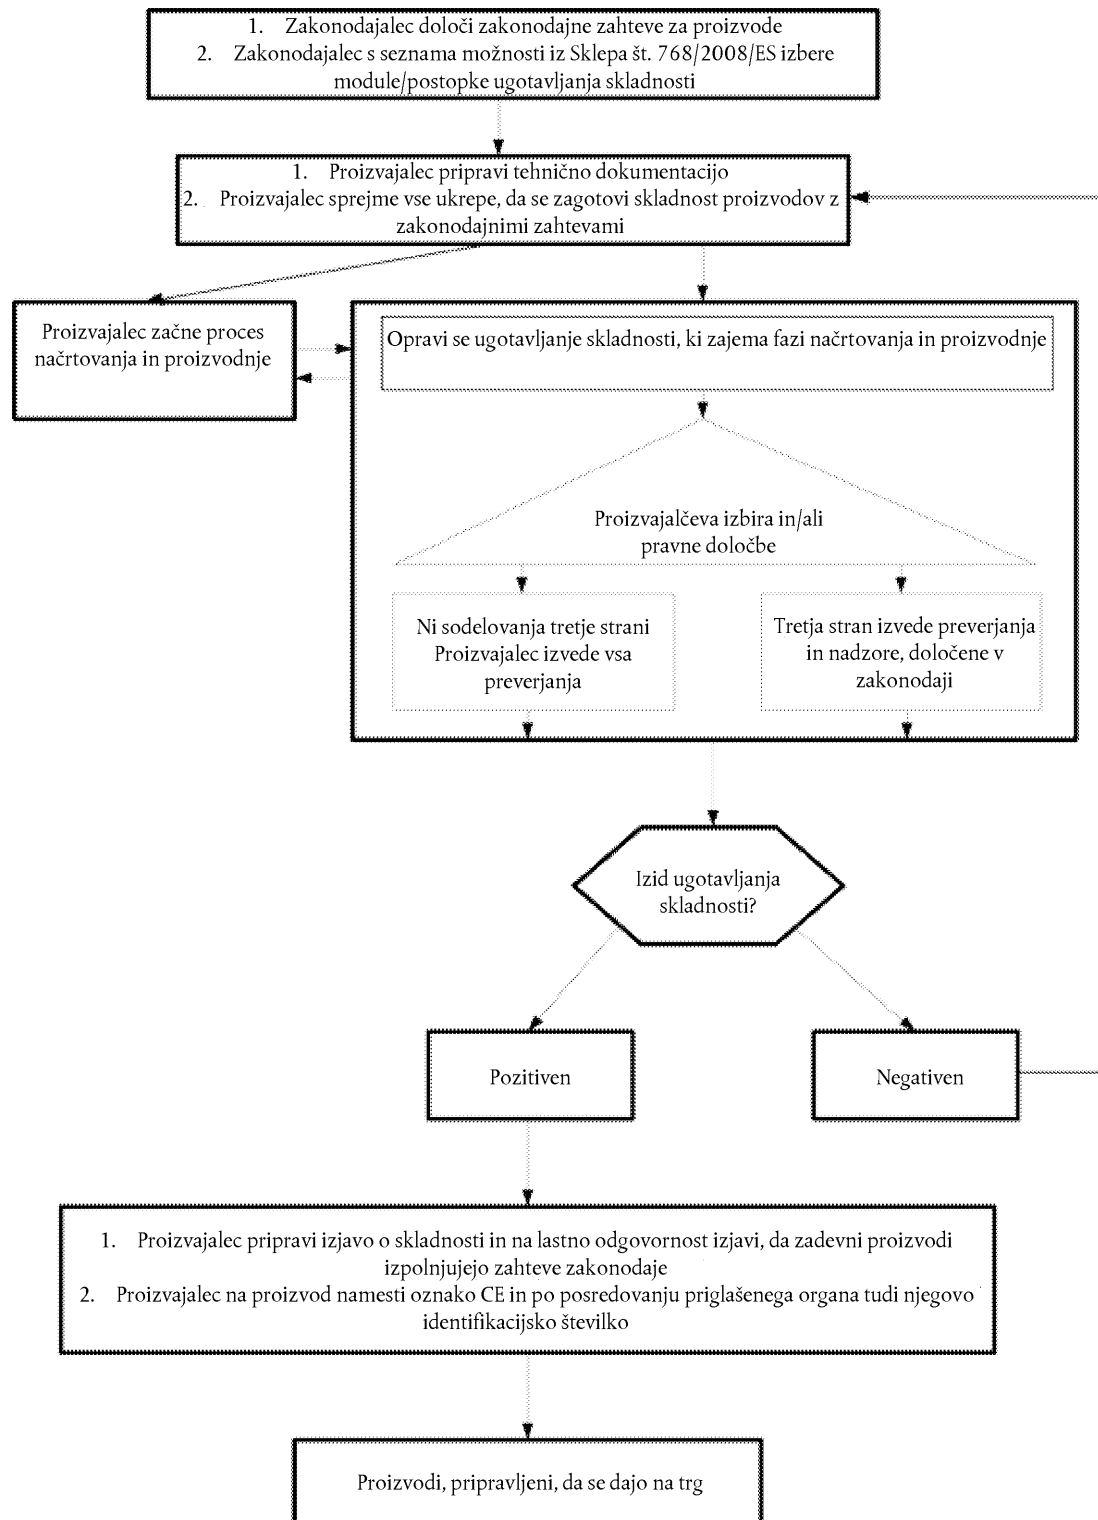 1. Zakonodajalec določi zakonodajne zahteve za proizvode
2. Zakonodajalec s seznama možnosti iz Sklepa št. 768/2008/ES izbere
module/postopke ugotavljanja skladnosti
1. Proizvajalec pripravi tehnično dokumentacijo
2. Proizvajalec sprejme vse ukrepe, da se zagotovi skladnost proizvodov z
zakonodajnimi zahtevami
Proizvajalec začne proces
načrtovanja in proizvodnje
Opravi se ugotavljanje skladnosti, ki zajema fazi načrtovanja in proizvodnje
Proizvajalčeva izbira in/ali
pravne določbe
Ni sodelovanja tretje strani
Proizvajalec izvede vsa
preverjanja
Tretja stran izvede preverjanja
in nadzore, določene v
zakonodaji
Izid ugotavljanja
skladnosti?
Pozitiven
Negativen
1. Proizvajalec pripravi izjavo o skladnosti in na lastno odgovornost izjavi, da zadevni proizvodi
izpolnjujejo zahteve zakonodaje
2. Proizvajalec na proizvod namesti oznako CE in po posredovanju priglašenega organa tudi njegovo
identifikacijsko številko
Proizvodi, pripravljeni, da se dajo na trg